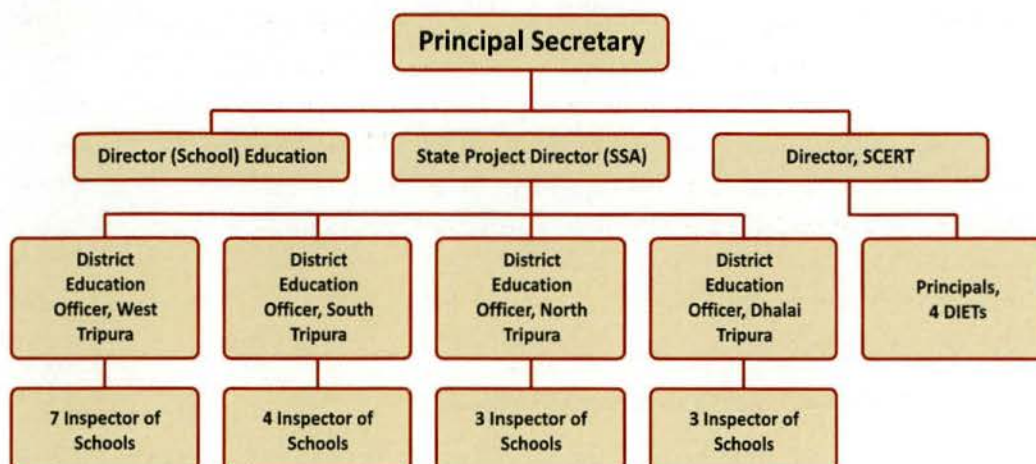 Principal Secretary
Director (School) Education
State Project Director (SSA)
Director, SCERT
District
Education
Officer, West
Tripura
District
Education
Officer, South
Tripura
District
Education
Officer, North
Tripura
District
Education
Officer, Dhalai
Tripura
Principals,
4 DIETs
7 Inspector of
Schools
4 Inspector of
Schools
3 Inspector of
Schools
3 Inspector of
Schools